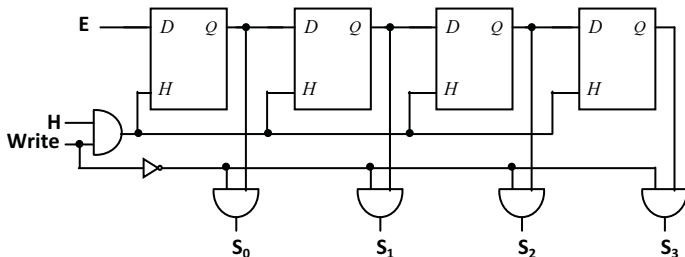 E D Q D Q D Q D Q
H H H H
H
Write
S₀ S₁ S₂ S₃